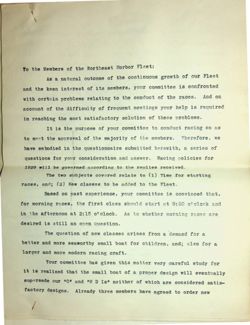 To the Members of the Northeast Harbor Fleet:
As a natural outcome of the continuous growth of our Fleet
and the keen interest of its members, your committee is confronted
with certain problems relating to the conduct of the races. And on
account of the difficulty of frequent meetings your help is required
in reaching the most satisfactory solution of these problems.
It is the purpose of your committee to conduct racing so as
to meet the approval of the majority of the members. Therefore, we
have embodied in the questionnaire submitted herewith, a series of
questions for your consideration and answer. Racing policies for
will be governed according to the replies received.
The two subjects covered relate to (1) Time for starting
races, and; (2) New classes to be added to the Fleet.
Based on past experience, your committee is convinced that,
for morning races, the first class should start at 9:00 o'clock and
in the afternoon at 2:15 o'clock. As to whether morning races are
desired is still an open question.
The question of new classes arises from a demand for a
better and more seaworthy small boat for children, and; also for a
larger and more modern racing craft.
Your committee has given this matter very careful study for
it is realized that the small boat of a proper design will eventually
supersede our and neither of which are considered satis-
factory designs. Already three members have agreed to order new